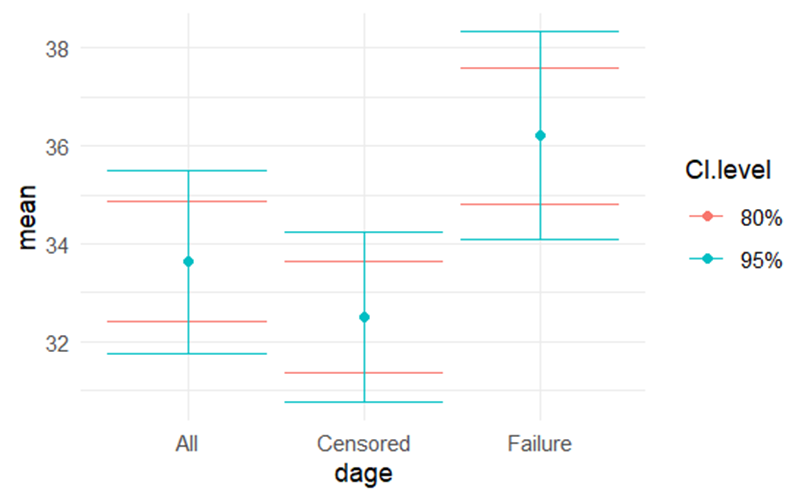 38
36
34
32
mean
All Censored Failure
dage
CI.level
80%
95%